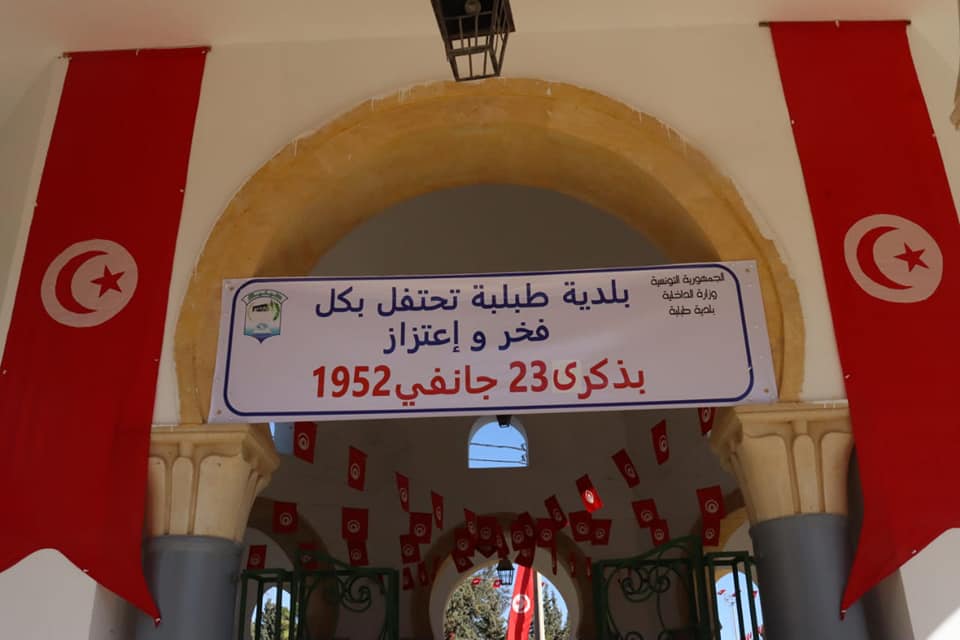 الجمهورية التونسية
وزارة الداخلية
بلدية طبلبة
بلدية طبلبة تحتفل بكل
فخر و إعتزاز
بذكرى 23 جانفي 1952